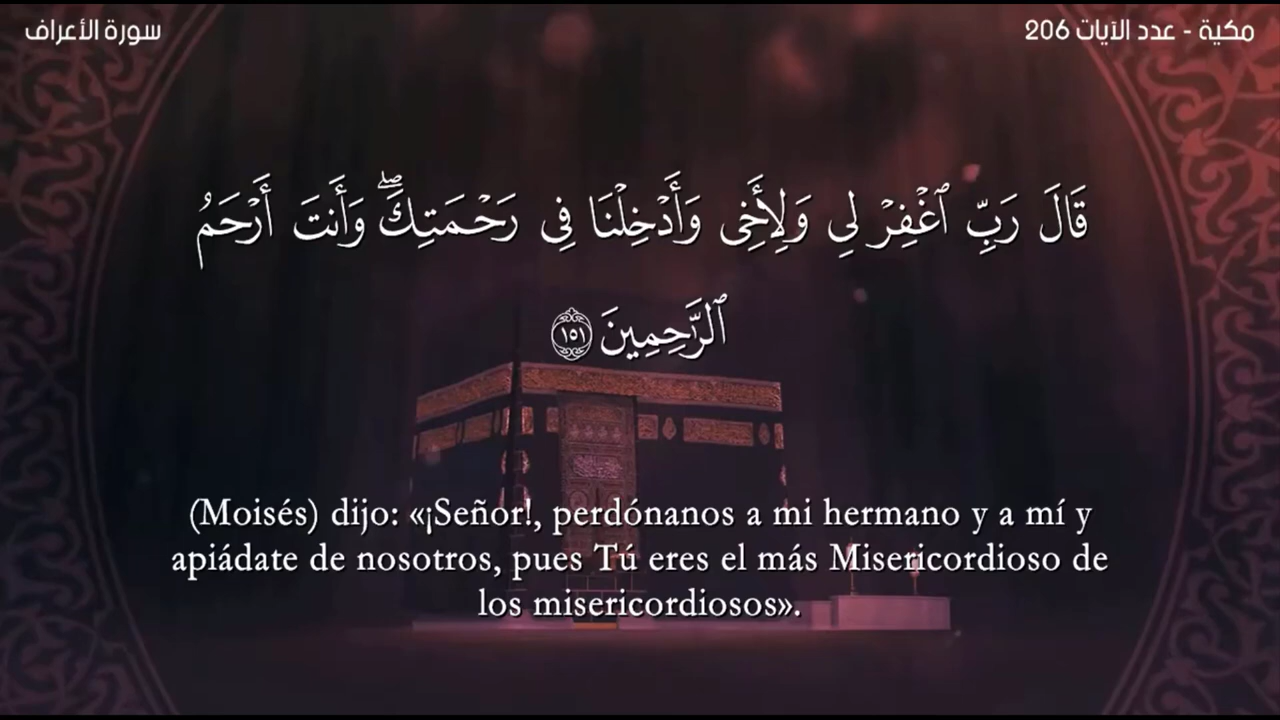 مكية - عدد الآيات 206
سورة الأعراف
قَالَ رَبِّ ٱغْفِرْ لِي وَلِأَخِي وَأَدْخِلْنَا فِي رَحْمَتِكَۖ وَأَنتَ أَرْحَمُ
ٱلرَّٰحِمِينَ ١٥١
(Moisés) dijo: «¡Señor!, perdónanos a mi hermano y a mí y
apiádate de nosotros, pues Tú eres el más Misericordioso de
los misericordiosos».